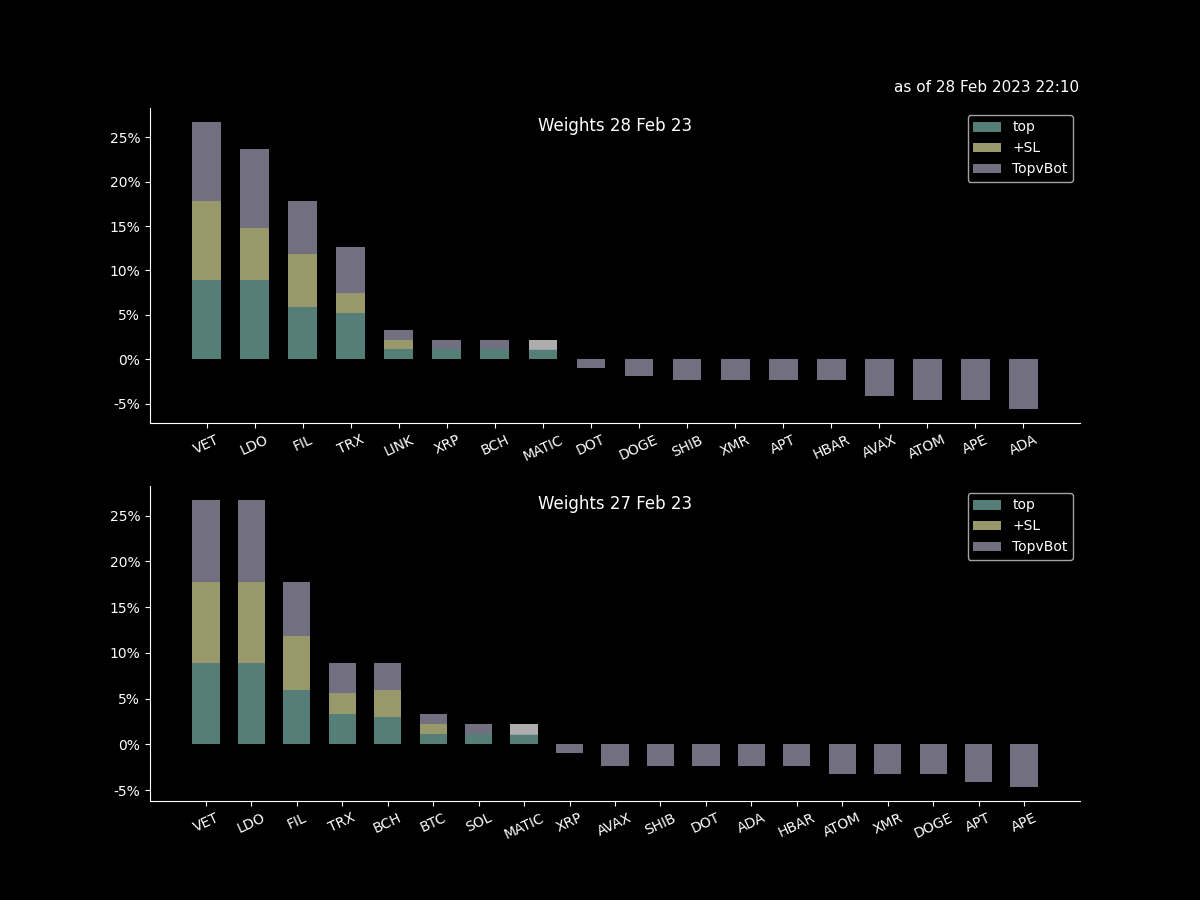 as of 28 Feb 2023 22:10
Weights 28 Feb 23
top
+SL
TopvBot
25%
20%
15%
10%
5%
0%
-5%
VET LDO FIL TRX LINK XRP BCH MATIC DOT DOGE SHIB XMR APT HBAR AVAX ATOM APE ADA
Weights 27 Feb 23
top
+SL
TopvBot
25%
20%
15%
10%
5%
0%
-5%
VET LDO FIL TRX BCH BTC SOL MATIC XRP AVAX SHIB DOT ADA HBAR ATOM XMR DOGE APT APE